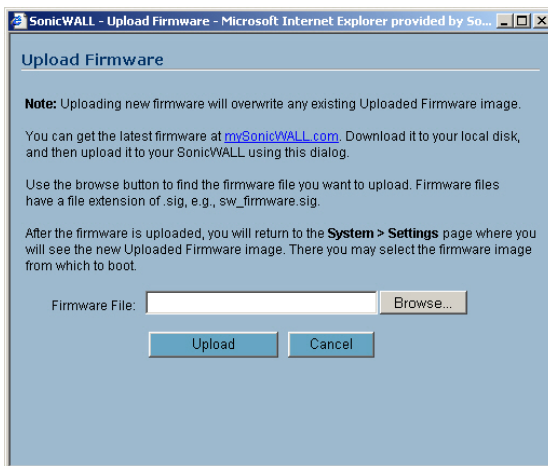 SonicWALL - Upload Firmware - Microsoft Internet Explorer provided by So...
Upload Firmware
Note: Uploading new firmware will overwrite any existing Uploaded Firmware image.
You can get the latest firmware at mySonicWALL.com. Download it to your local disk,
and then upload it to your SonicWALL using this dialog.
Use the browse button to find the firmware file you want to upload. Firmware files
have a file extension of .sig, e.g., sw_firmware.sig.
After the firmware is uploaded, you will return to the System > Settings page where you
will see the new Uploaded Firmware image. There you may select the firmware image
from which to boot.
Firmware File: Browse...
Upload Cancel